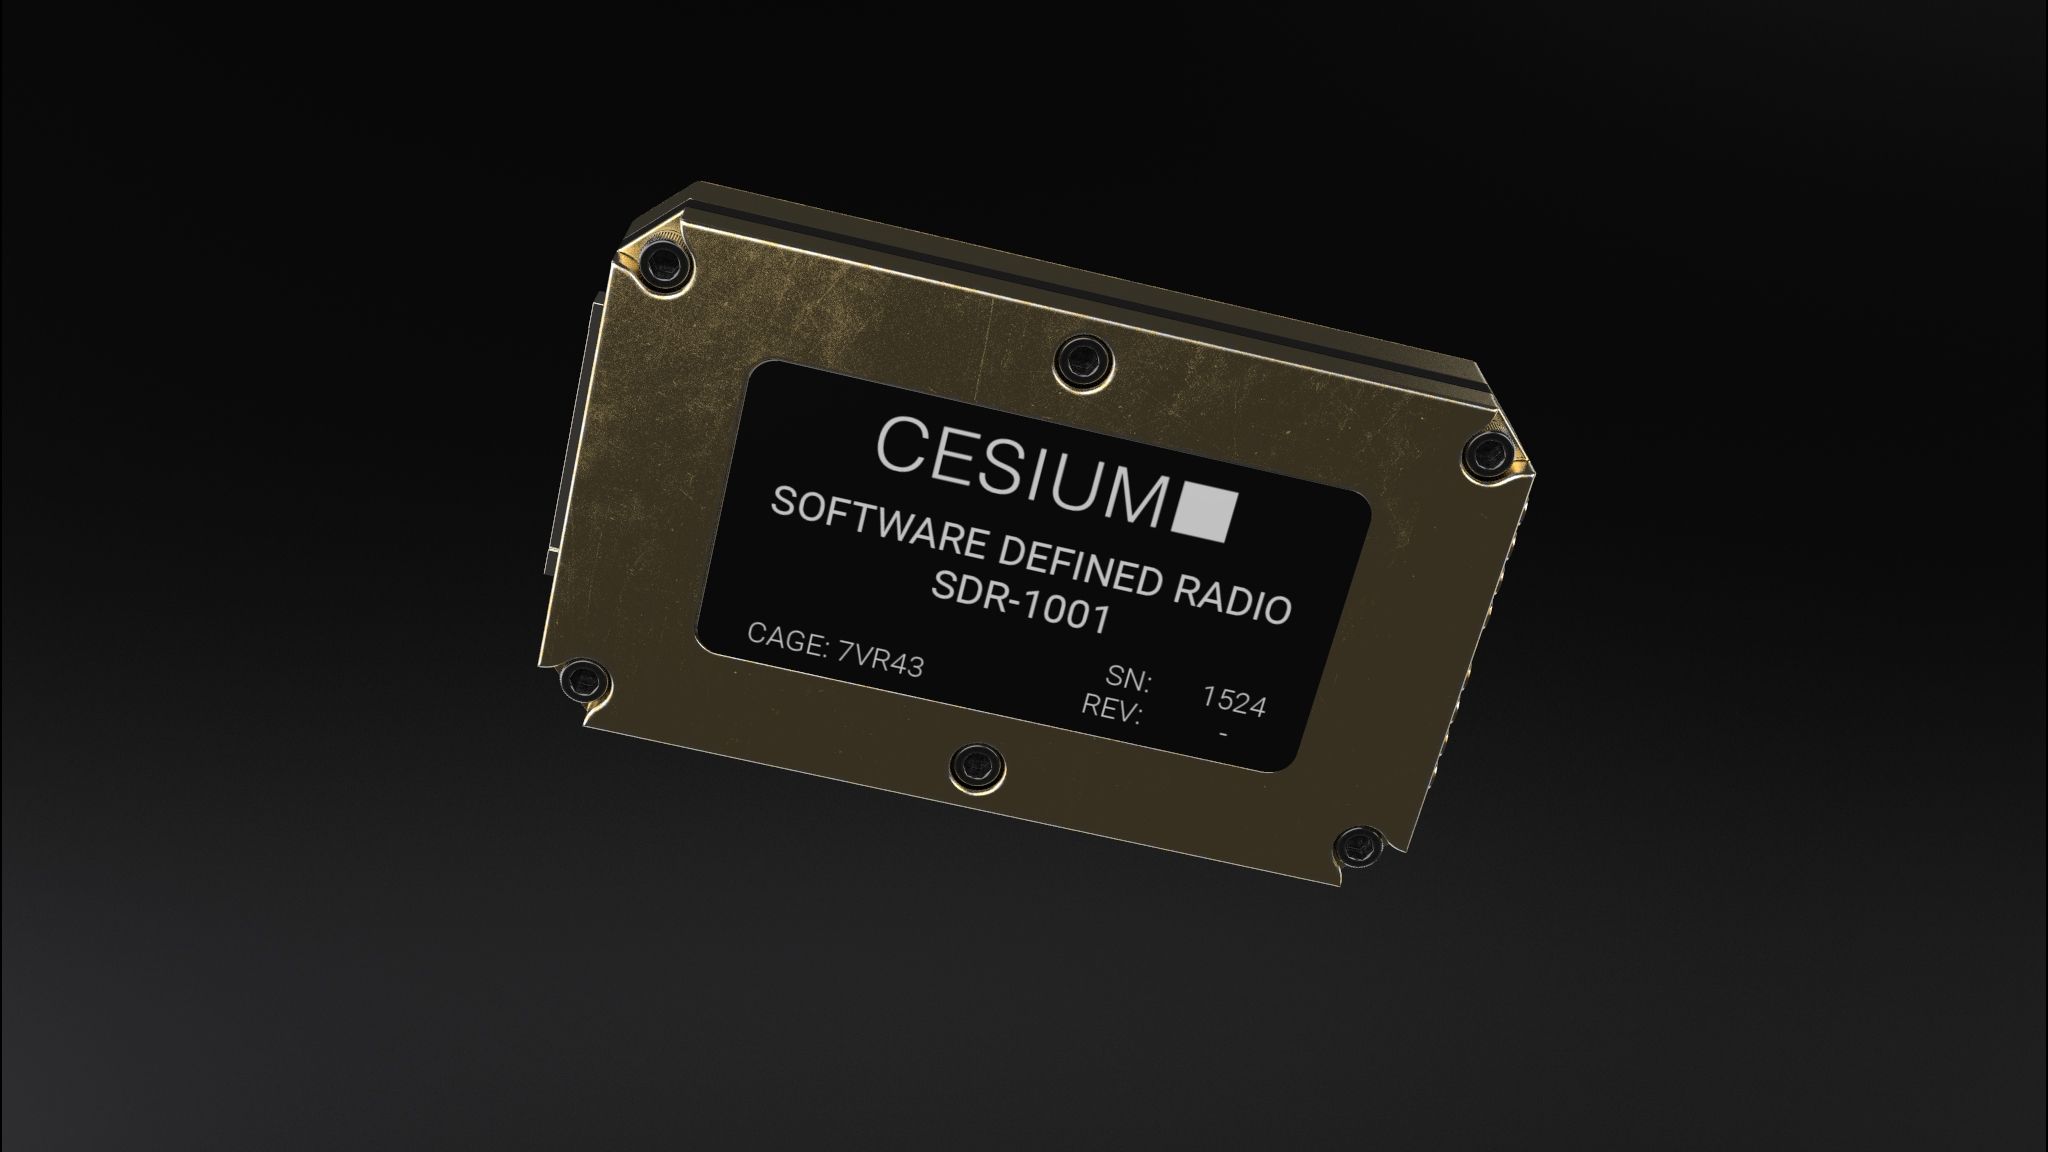 CESIUM
SOFTWARE DEFINED RADIO
SDR-1001
CAGE: 7VR43
SN: 1524
REV: -